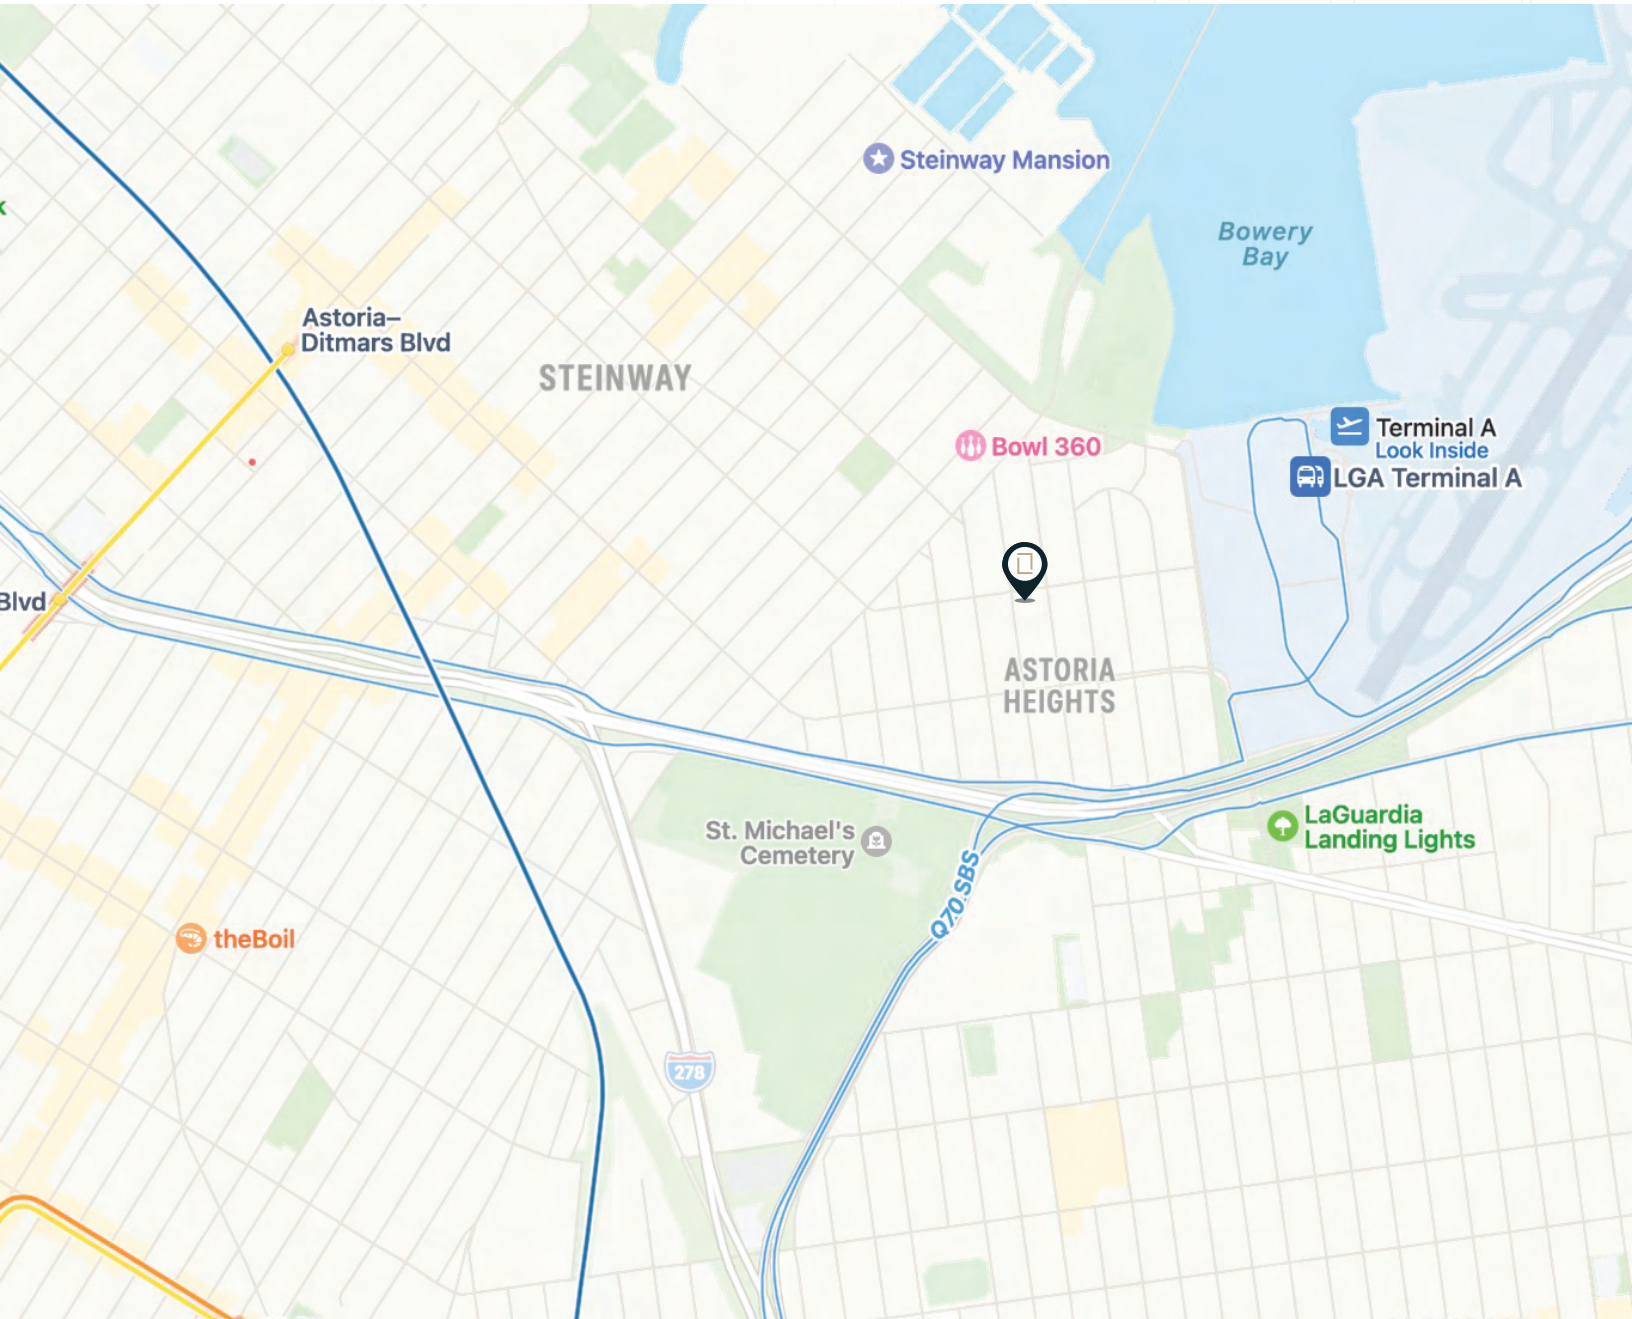 Steinway Mansion
k
Bowery
Bay
Astoria–
Ditmars Blvd
STEINWAY
Terminal A
Look Inside
LGA Terminal A
Bowl 360
Blvd
ASTORIA
HEIGHTS
LaGuardia
Landing Lights
St. Michael's
Cemetery
Q70 SBS
theBoil
278